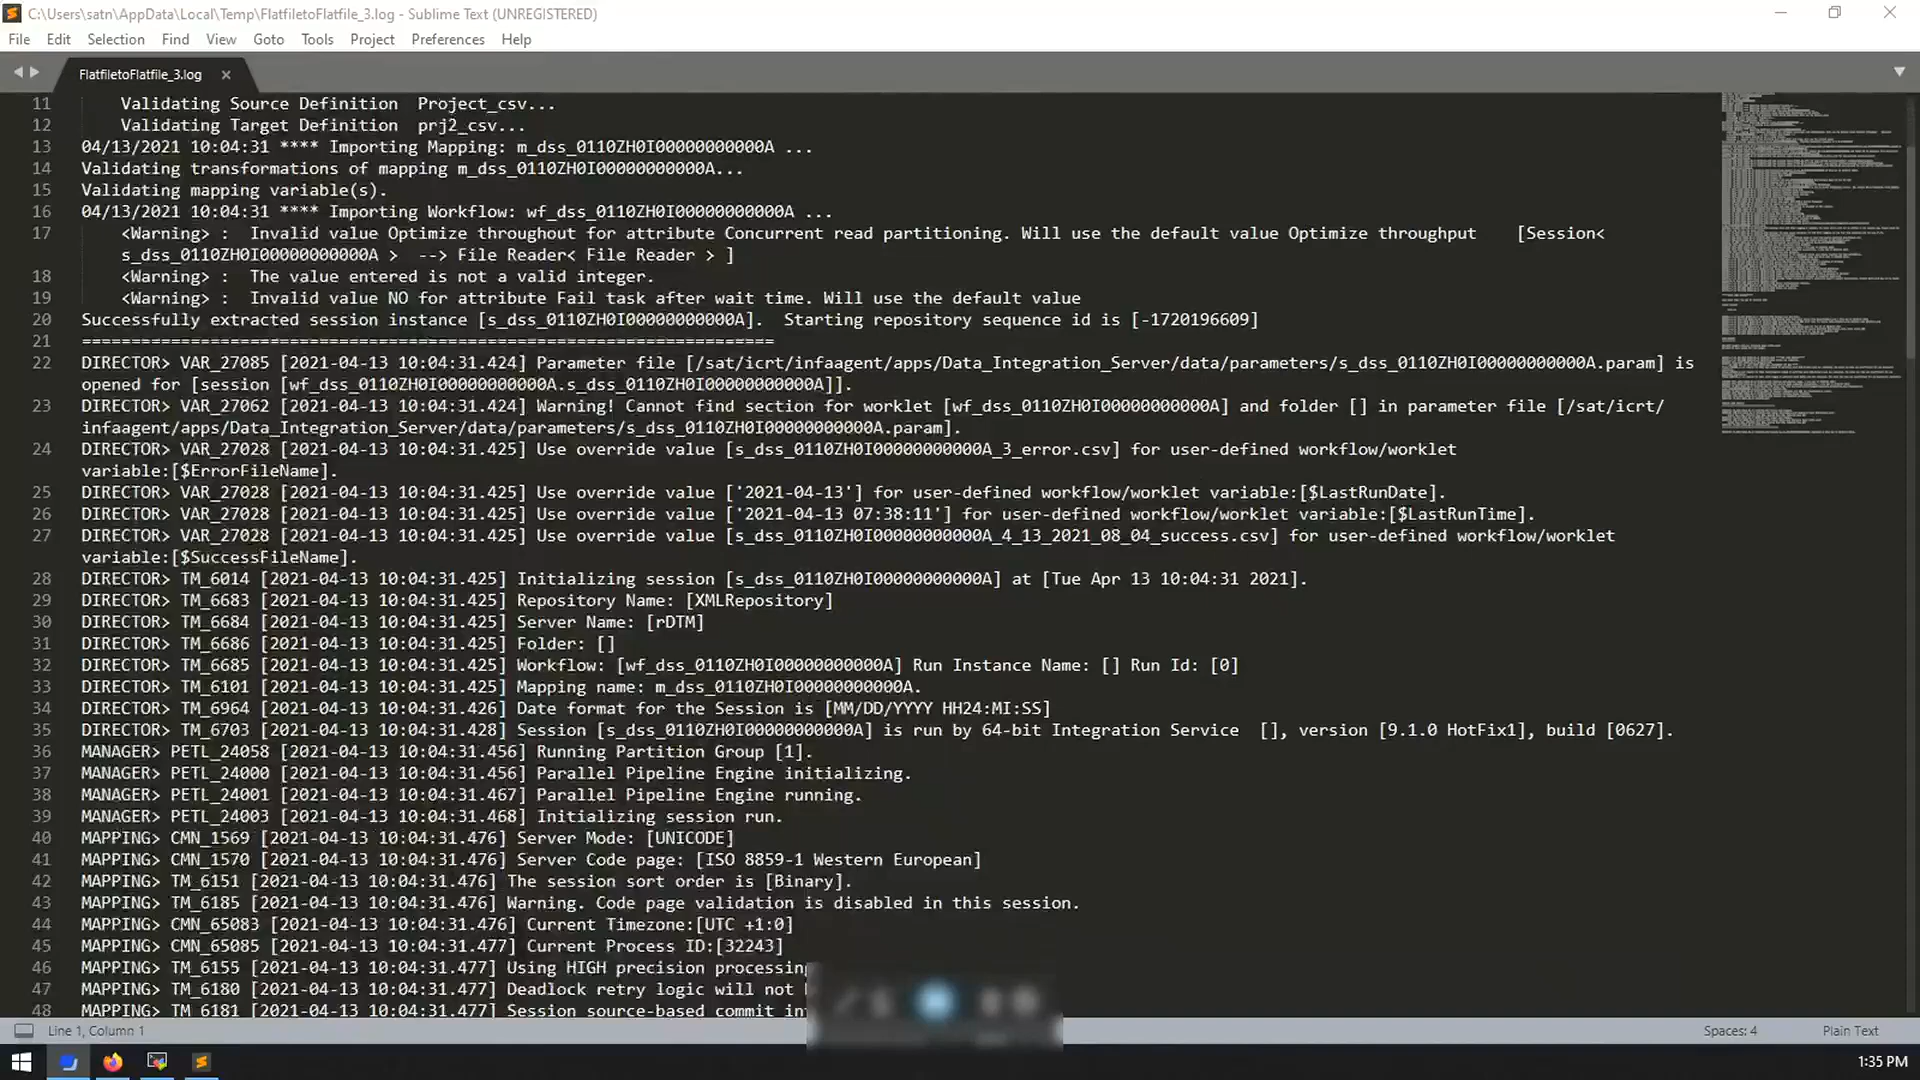 C:\Users\satn\AppData\Local\Temp\FlatfiletoFlatfile_3.log - Sublime Text (UNREGISTERED)
File Edit Selection Find View Goto Tools Project Preferences Help
FlatfiletoFlatfile_3.log
11 Validating Source Definition Project_csv...
12 Validating Target Definition prj2_csv...
13 04/13/2021 10:04:31 **** Importing Mapping: m_dss_0110ZH0I00000000000A ...
14 Validating transformations of mapping m_dss_0110ZH0I00000000000A...
15 Validating mapping variable(s).
16 04/13/2021 10:04:31 **** Importing Workflow: wf_dss_0110ZH0I00000000000A ...
17 <Warning> : Invalid value Optimize throughout for attribute Concurrent read partitioning. Will use the default value Optimize throughput [Session<
s_dss_0110ZH0I00000000000A > --> File Reader< File Reader > ]
18 <Warning> : The value entered is not a valid integer.
19 <Warning> : Invalid value NO for attribute Fail task after wait time. Will use the default value
20 Successfully extracted session instance [s_dss_0110ZH0I00000000000A]. Starting repository sequence id is [-1720196609]
21 ======================================================================
22 DIRECTOR> VAR_27085 [2021-04-13 10:04:31.424] Parameter file [/sat/icrt/infaagent/apps/Data_Integration_Server/data/parameters/s_dss_0110ZH0I00000000000A.param] is
opened for [session [wf_dss_0110ZH0I00000000000A.s_dss_0110ZH0I00000000000A]].
23 DIRECTOR> VAR_27062 [2021-04-13 10:04:31.424] Warning! Cannot find section for worklet [wf_dss_0110ZH0I00000000000A] and folder [] in parameter file [/sat/icrt/
infaagent/apps/Data_Integration_Server/data/parameters/s_dss_0110ZH0I00000000000A.param].
24 DIRECTOR> VAR_27028 [2021-04-13 10:04:31.425] Use override value [s_dss_0110ZH0I00000000000A_3_error.csv] for user-defined workflow/worklet
variable:[$ErrorFileName].
25 DIRECTOR> VAR_27028 [2021-04-13 10:04:31.425] Use override value ['2021-04-13'] for user-defined workflow/worklet variable:[$LastRunDate].
26 DIRECTOR> VAR_27028 [2021-04-13 10:04:31.425] Use override value ['2021-04-13 07:38:11'] for user-defined workflow/worklet variable:[$LastRunTime].
27 DIRECTOR> VAR_27028 [2021-04-13 10:04:31.425] Use override value [s_dss_0110ZH0I00000000000A_4_13_2021_08_04_success.csv] for user-defined workflow/worklet
variable:[$SuccessFileName].
28 DIRECTOR> TM_6014 [2021-04-13 10:04:31.425] Initializing session [s_dss_0110ZH0I00000000000A] at [Tue Apr 13 10:04:31 2021].
29 DIRECTOR> TM_6683 [2021-04-13 10:04:31.425] Repository Name: [XMLRepository]
30 DIRECTOR> TM_6684 [2021-04-13 10:04:31.425] Server Name: [rDTM]
31 DIRECTOR> TM_6686 [2021-04-13 10:04:31.425] Folder: []
32 DIRECTOR> TM_6685 [2021-04-13 10:04:31.425] Workflow: [wf_dss_0110ZH0I00000000000A] Run Instance Name: [] Run Id: [0]
33 DIRECTOR> TM_6101 [2021-04-13 10:04:31.425] Mapping name: m_dss_0110ZH0I00000000000A.
34 DIRECTOR> TM_6964 [2021-04-13 10:04:31.426] Date format for the Session is [MM/DD/YYYY HH24:MI:SS]
35 DIRECTOR> TM_6703 [2021-04-13 10:04:31.428] Session [s_dss_0110ZH0I00000000000A] is run by 64-bit Integration Service [], version [9.1.0 HotFix1], build [0627].
36 MANAGER> PETL_24058 [2021-04-13 10:04:31.456] Running Partition Group [1].
37 MANAGER> PETL_24000 [2021-04-13 10:04:31.456] Parallel Pipeline Engine initializing.
38 MANAGER> PETL_24001 [2021-04-13 10:04:31.467] Parallel Pipeline Engine running.
39 MANAGER> PETL_24003 [2021-04-13 10:04:31.468] Initializing session run.
40 MAPPING> CMN_1569 [2021-04-13 10:04:31.476] Server Mode: [UNICODE]
41 MAPPING> CMN_1570 [2021-04-13 10:04:31.476] Server Code page: [ISO 8859-1 Western European]
42 MAPPING> TM_6151 [2021-04-13 10:04:31.476] The session sort order is [Binary].
43 MAPPING> TM_6185 [2021-04-13 10:04:31.476] Warning. Code page validation is disabled in this session.
44 MAPPING> CMN_65083 [2021-04-13 10:04:31.476] Current Timezone:[UTC +1:0]
45 MAPPING> CMN_65085 [2021-04-13 10:04:31.477] Current Process ID:[32243]
46 MAPPING> TM_6155 [2021-04-13 10:04:31.477] Using HIGH precision processing
47 MAPPING> TM_6180 [2021-04-13 10:04:31.477] Deadlock retry logic will not
48 MAPPING> TM_6181 [2021-04-13 10:04:31.477] Session source-based commit
Line 1, Column 1 Spaces: 4 Plain Text
1:35 PM